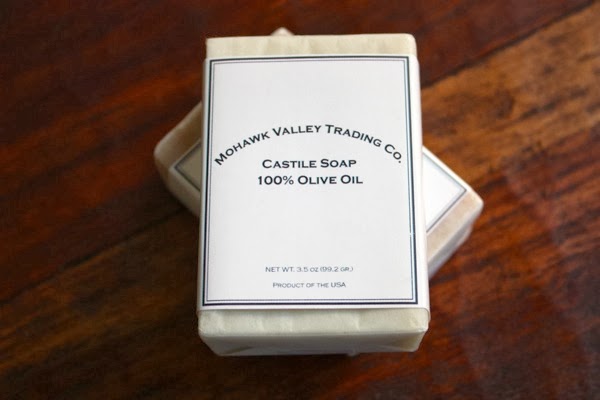 Mohawk Valley Trading Co.
Castile Soap
100% Olive Oil
NET WT. 3.5 oz (99.2 gr.)
Product of the USA